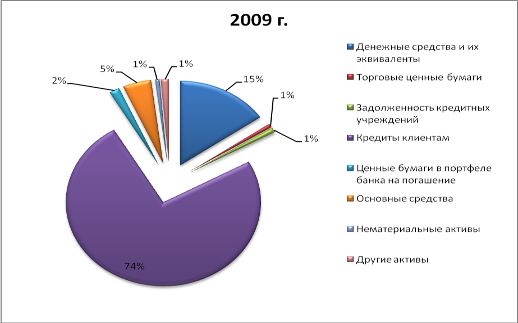 2009 г.
1%
1%
5%
2%
15%
1%
1%
74%
Денежные средства и их
эквиваленты
Торговые ценные бумаги
Задолженность кредитных
учреждений
Кредиты клиентам
Ценные бумаги в портфеле
банка на погашение
Основные средства
Нематериальные активы
Другие активы